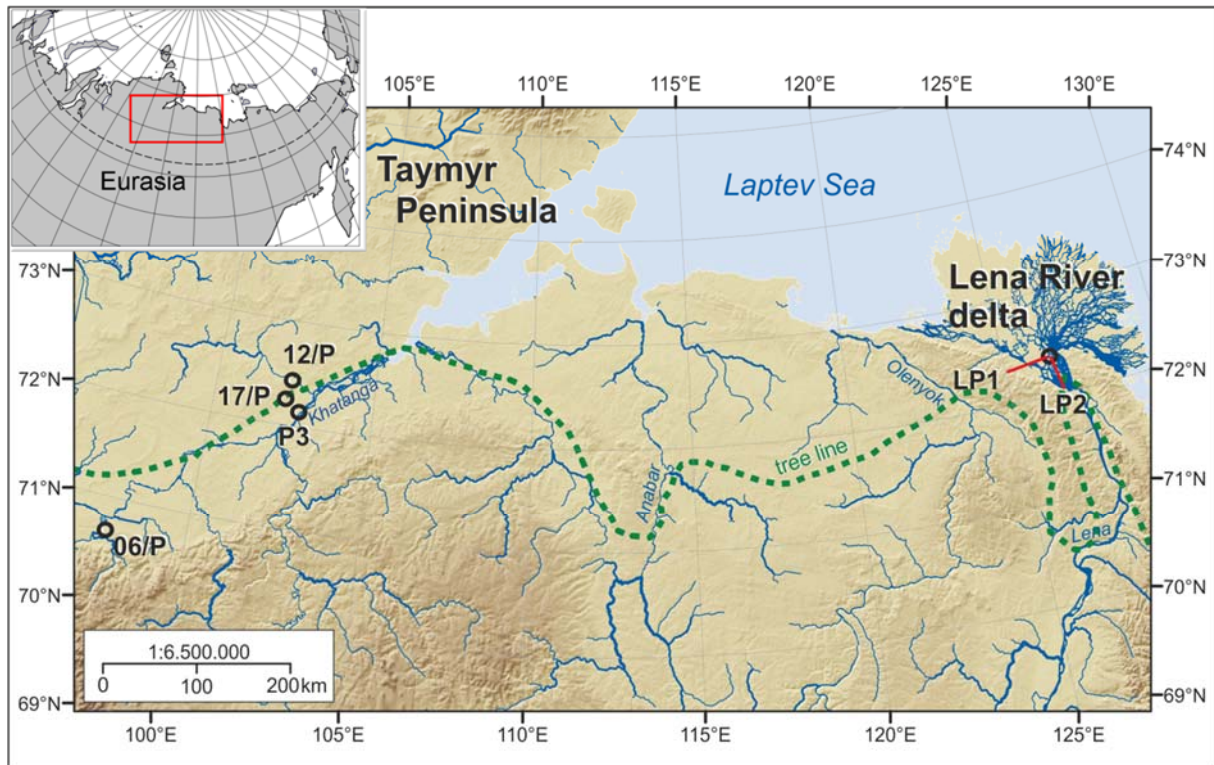 105°E
110°E
115°E
120°E
125°E
130°E
Eurasia
Taymyr
Peninsula
Laptev Sea
74°N
73°N
73°N
Lena River
delta
72°N
12/P
17/P
P3
Khatanga
Olenyok
LP1
LP2
72°N
tree line
71°N
Anabar
Lena
71°N
06/P
70°N
70°N
1:6.500.000
0
100
200 km
69°N
69°N
100°E
105°E
110°E
115°E
120°E
125°E